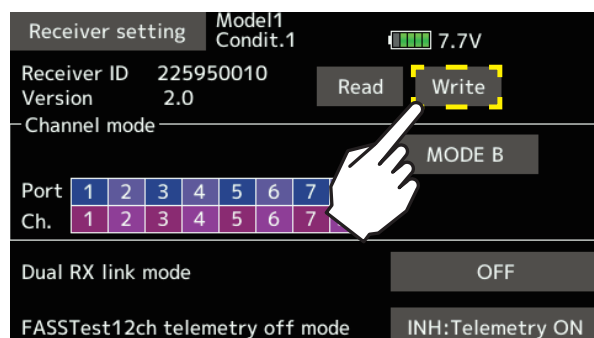 Receiver setting
Model1
Condit.1
7.7V
Receiver ID 225950010
Version 2.0
Read
Write
Channel mode
MODE B
Port 1 2 3 4 5 6 7
Ch. 1 2 3 4 5 6 7
Dual RX link mode OFF
FASSTest12ch telemetry off mode INH:Telemetry ON